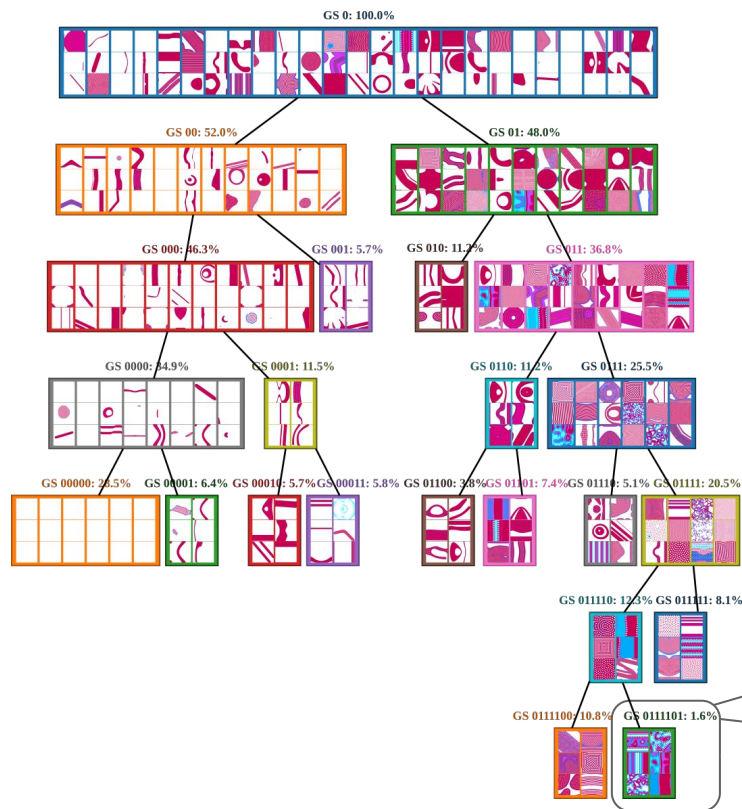 GS 0: 100.0%
GS 00: 52.0%
GS 01: 48.0%
GS 000: 46.3%
GS 001: 5.7%
GS 010: 11.2%
GS 011: 36.8%
GS 0000: 34.9%
GS 0001: 11.5%
GS 0110: 11.2%
GS 0111: 25.5%
GS 00000: 28.5%
GS 00001: 6.4%
GS 00010: 5.7%
GS 00011: 5.8%
GS 01100: 3.8%
GS 01101: 7.4%
GS 01110: 5.1%
GS 01111: 20.5%
GS 011110: 12.3%
GS 011111: 8.1%
GS 0111100: 10.8%
GS 0111101: 1.6%